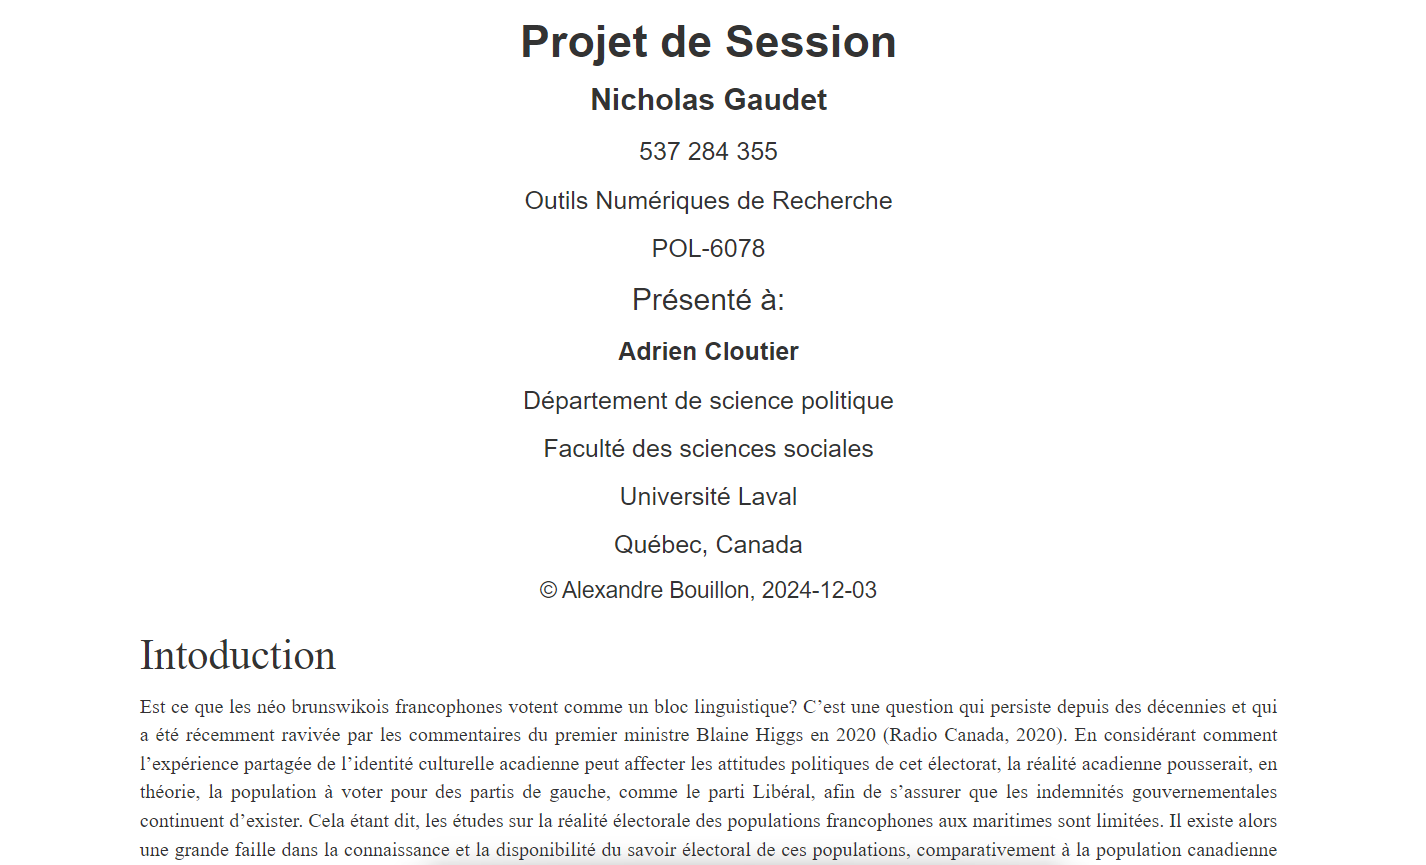 Projet de Session
Nicholas Gaudet
537 284 355
Outils Numériques de Recherche
POL-6078
Présenté à:
Adrien Cloutier
Département de science politique
Faculté des sciences sociales
Université Laval
Québec, Canada
© Alexandre Bouillon, 2024-12-03
Intoduction
Est ce que les néo brunswikois francophones votent comme un bloc linguistique? C’est une question qui persiste depuis des décennies et qui
a été récemment ravivée par les commentaires du premier ministre Blaine Higgs en 2020 (Radio Canada, 2020). En considérant comment
l’expérience partagée de l’identité culturelle acadienne peut affecter les attitudes politiques de cet électorat, la réalité acadienne pousserait, en
théorie, la population à voter pour des partis de gauche, comme le parti Libéral, afin de s’assurer que les indemnités gouvernementales
continuent d’exister. Cela étant dit, les études sur la réalité électorale des populations francophones aux maritimes sont limitées. Il existe alors
une grande faille dans la connaissance et la disponibilité du savoir électoral de ces populations, comparativement à la population canadienne